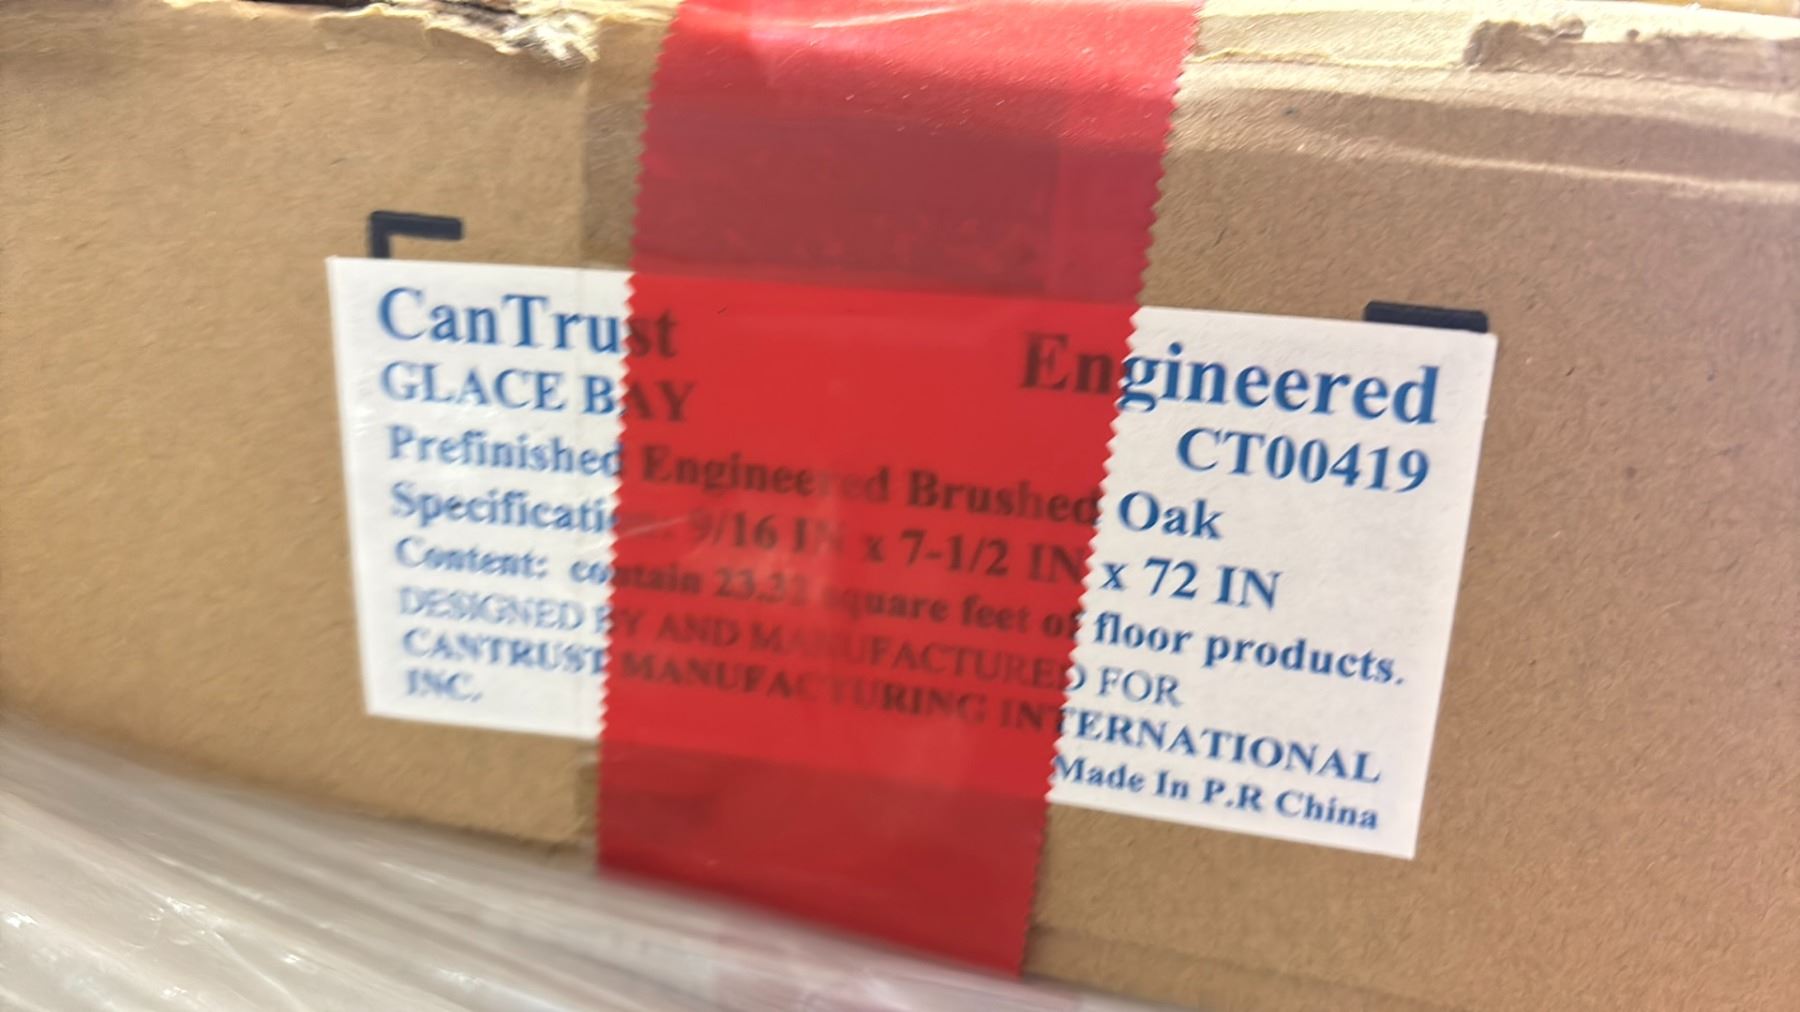 CanTrust Engineered
GLACE BAY CT00419
Prefinished Engineered Brushed Oak
Specification: 9/16 IN x 7-1/2 IN x 72 IN
Content: contain 23.32 square feet of floor products.
DESIGNED BY AND MANUFACTURED FOR
CANTRUST MANUFACTURING INTERNATIONAL
INC. Made In P.R China